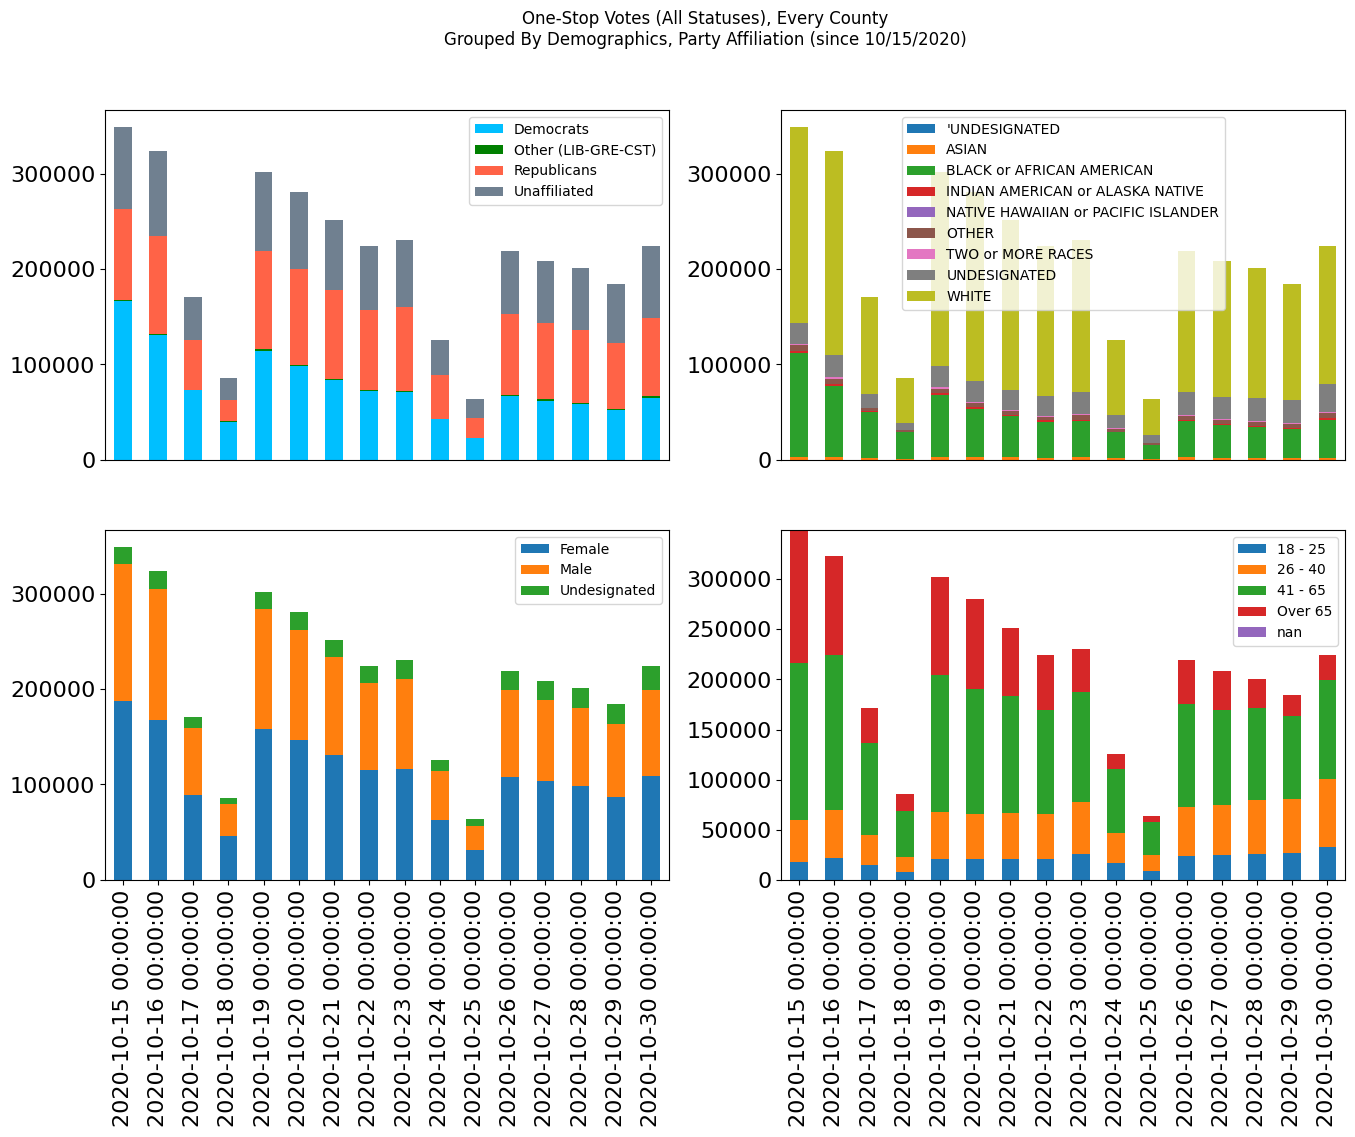 One-Stop Votes (All Statuses), Every County
Grouped By Demographics, Party Affiliation (since 10/15/2020)
300000
200000
100000
0
Democrats
Other (LIB-GRE-CST)
Republicans
Unaffiliated
300000
200000
100000
0
'UNDESIGNATED
ASIAN
BLACK or AFRICAN AMERICAN
INDIAN AMERICAN or ALASKA NATIVE
NATIVE HAWAIIAN or PACIFIC ISLANDER
OTHER
TWO or MORE RACES
UNDESIGNATED
WHITE
300000
200000
100000
0
Female
Male
Undesignated
2020-10-15 00:00:00
2020-10-16 00:00:00
2020-10-17 00:00:00
2020-10-18 00:00:00
2020-10-19 00:00:00
2020-10-20 00:00:00
2020-10-21 00:00:00
2020-10-22 00:00:00
2020-10-23 00:00:00
2020-10-24 00:00:00
2020-10-25 00:00:00
2020-10-26 00:00:00
2020-10-27 00:00:00
2020-10-28 00:00:00
2020-10-29 00:00:00
2020-10-30 00:00:00
300000
250000
200000
150000
100000
50000
0
18 - 25
26 - 40
41 - 65
Over 65
nan
2020-10-15 00:00:00
2020-10-16 00:00:00
2020-10-17 00:00:00
2020-10-18 00:00:00
2020-10-19 00:00:00
2020-10-20 00:00:00
2020-10-21 00:00:00
2020-10-22 00:00:00
2020-10-23 00:00:00
2020-10-24 00:00:00
2020-10-25 00:00:00
2020-10-26 00:00:00
2020-10-27 00:00:00
2020-10-28 00:00:00
2020-10-29 00:00:00
2020-10-30 00:00:00